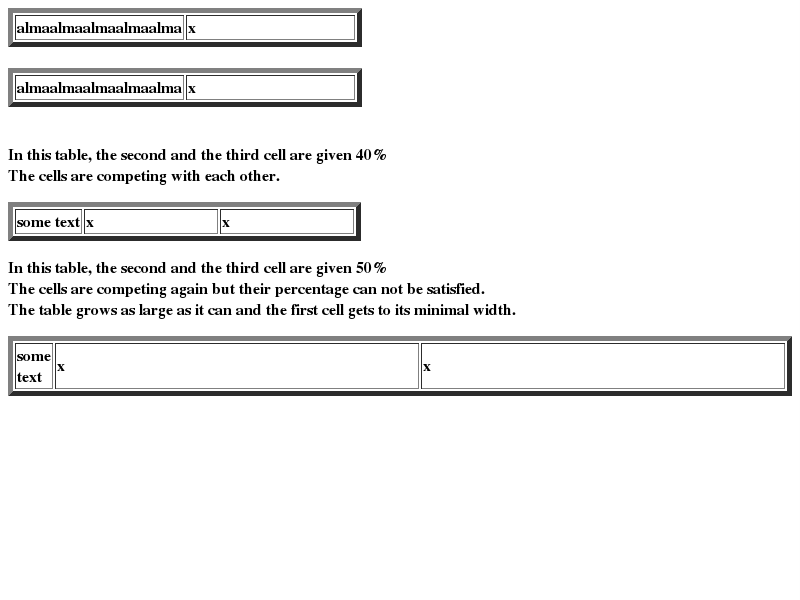 almaalmaalmaalmaalma x
almaalmaalmaalmaalma x
In this table, the second and the third cell are given 40%
The cells are competing with each other.
some text x x
In this table, the second and the third cell are given 50%
The cells are competing again but their percentage can not be satisfied.
The table grows as large as it can and the first cell gets to its minimal width.
some
text x x